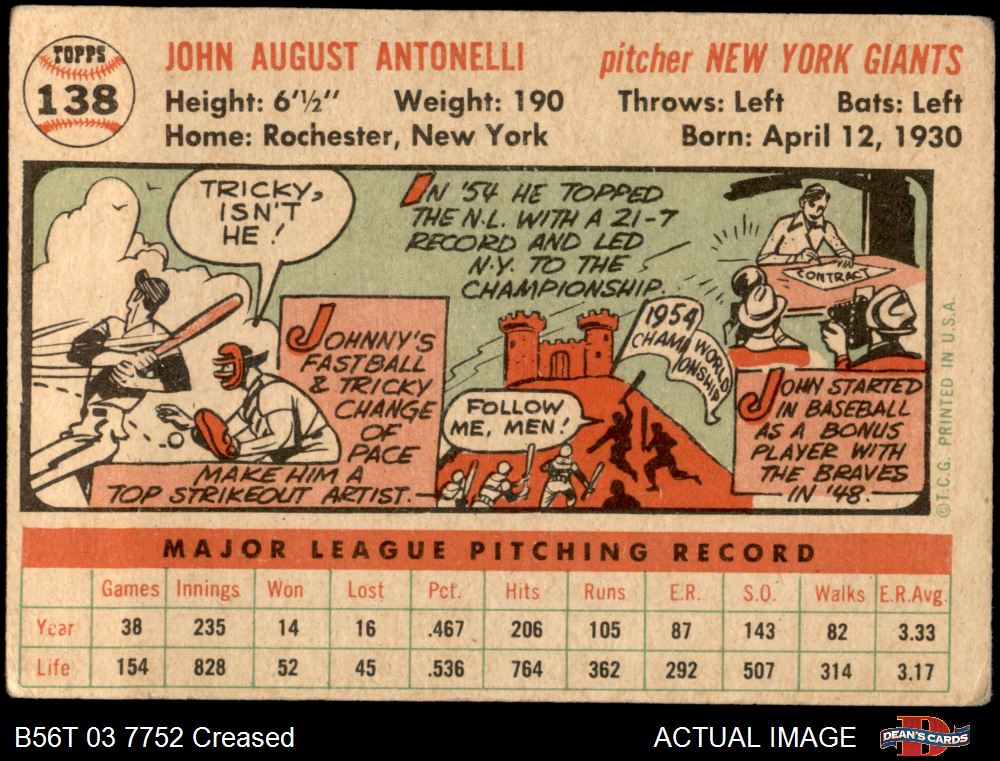 TOPPS
138
JOHN AUGUST ANTONELLI
pitcher NEW YORK GIANTS
Height: 6'½"
Weight: 190
Throws: Left
Bats: Left
Home: Rochester, New York
Born: April 12, 1930
TRICKY,
ISN'T
HE!
JOHNNY'S
FASTBALL
& TRICKY
CHANGE
OF
PACE
MAKE HIM A
TOP STRIKEOUT ARTIST.
IN '54 HE TOPPED
THE N.L. WITH A 21-7
RECORD AND LED
N.Y. TO THE
CHAMPIONSHIP.
1954
WORLD
CHAMPIONSHIP
FOLLOW
ME, MEN!
CONTRACT
JOHN STARTED
IN BASEBALL
AS A BONUS
PLAYER WITH
THE BRAVES
IN '48.
©T.C.G. PRINTED IN U.S.A.
MAJOR LEAGUE PITCHING RECORD
Games Innings Won Lost Pct. Hits Runs E.R. S.O. Walks E.R.Avg.
Year 38 235 14 16 .467 206 105 87 143 82 3.33
Life 154 828 52 45 .536 764 362 292 507 314 3.17
B56T 03 7752 Creased
ACTUAL IMAGE
DEAN'S CARDS